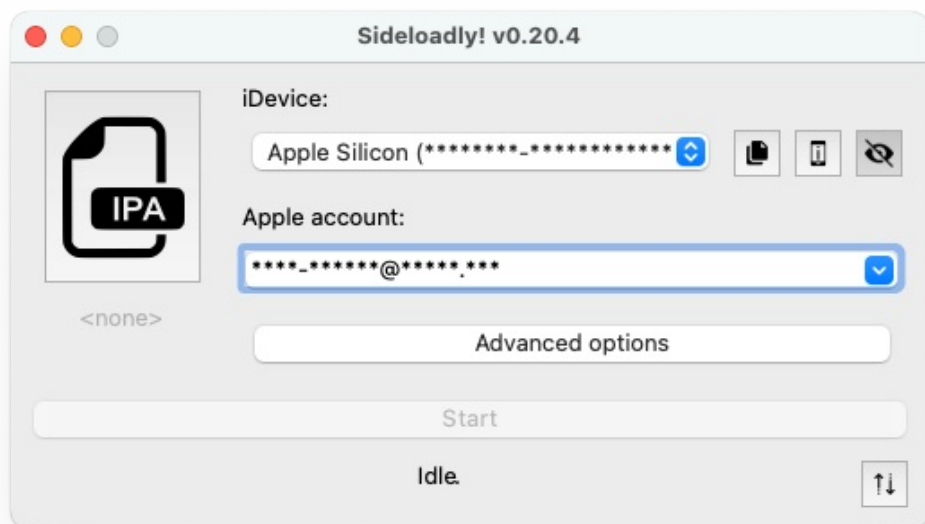 Sideloadly! v0.20.4
iDevice:
Apple Silicon (********-************
IPA
Apple account:
****-******@*****.***
<none>
Advanced options
Start
Idle.